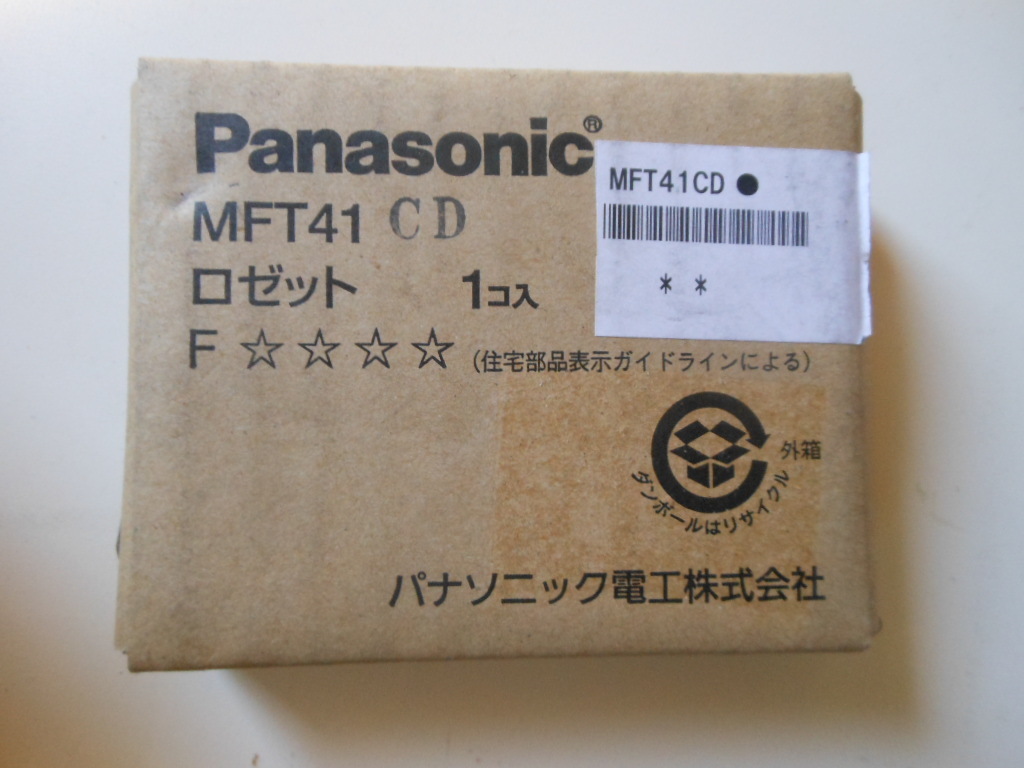 Panasonic®
MFT41CD ●
MFT41 CD
* *
ロゼット 1コ入
F ☆☆☆☆ (住宅部品表示ガイドラインによる)
外箱
ダンボールはリサイクル
パナソニック電工株式会社